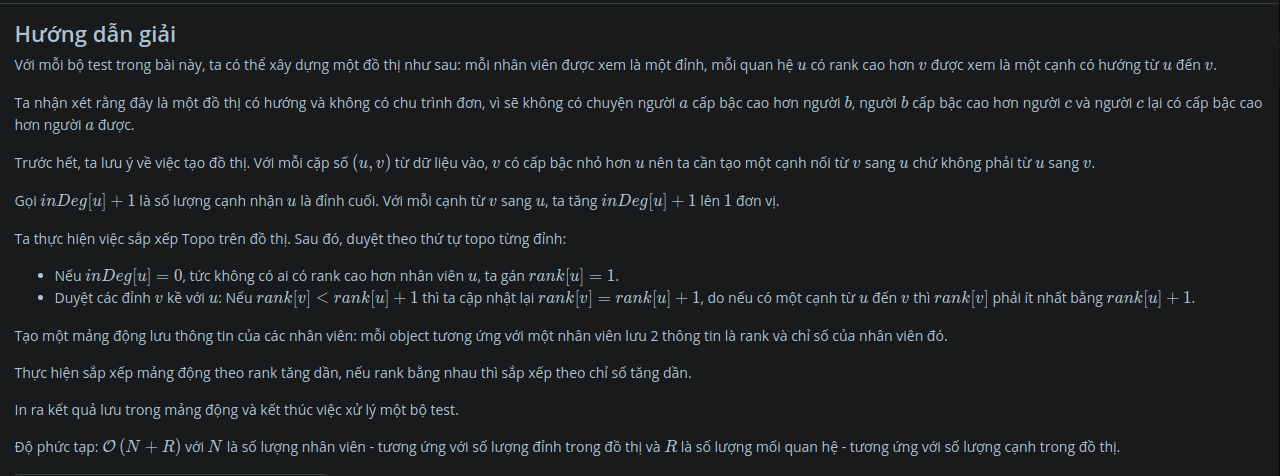 Hướng dẫn giải
Với mỗi bộ test trong bài này, ta có thể xây dựng một đồ thị như sau: mỗi nhân viên được xem là một đỉnh, mỗi quan hệ u có rank cao hơn v được xem là một cạnh có hướng từ u đến v.
Ta nhận xét rằng đây là một đồ thị có hướng và không có chu trình đơn, vì sẽ không có chuyện người a cấp bậc cao hơn người b, người b cấp bậc cao hơn người c và người c lại có cấp bậc cao
hơn người a được.
Trước hết, ta lưu ý về việc tạo đồ thị. Với mỗi cặp số (u, v) từ dữ liệu vào, v có cấp bậc nhỏ hơn u nên ta cần tạo một cạnh nối từ v sang u chứ không phải từ u sang v.
Gọi inDeg[u] + 1 là số lượng cạnh nhận u là đỉnh cuối. Với mỗi cạnh từ v sang u, ta tăng inDeg[u] + 1 lên 1 đơn vị.
Ta thực hiện việc sắp xếp Topo trên đồ thị. Sau đó, duyệt theo thứ tự topo từng đỉnh:
• Nếu inDeg[u] = 0, tức không có ai có rank cao hơn nhân viên u, ta gán rank[u] = 1.
• Duyệt các đỉnh v kề với u: Nếu rank[v] < rank[u] + 1 thì ta cập nhật lại rank[v] = rank[u] + 1, do nếu có một cạnh từ u đến v thì rank[v] phải ít nhất bằng rank[u] + 1.
Tạo một mảng động lưu thông tin của các nhân viên: mỗi object tương ứng với một nhân viên lưu 2 thông tin là rank và chỉ số của nhân viên đó.
Thực hiện sắp xếp mảng động theo rank tăng dần, nếu rank bằng nhau thì sắp xếp theo chỉ số tăng dần.
In ra kết quả lưu trong mảng động và kết thúc việc xử lý một bộ test.
Độ phức tạp: O (N + R) với N là số lượng nhân viên - tương ứng với số lượng đỉnh trong đồ thị và R là số lượng mối quan hệ - tương ứng với số lượng cạnh trong đồ thị.